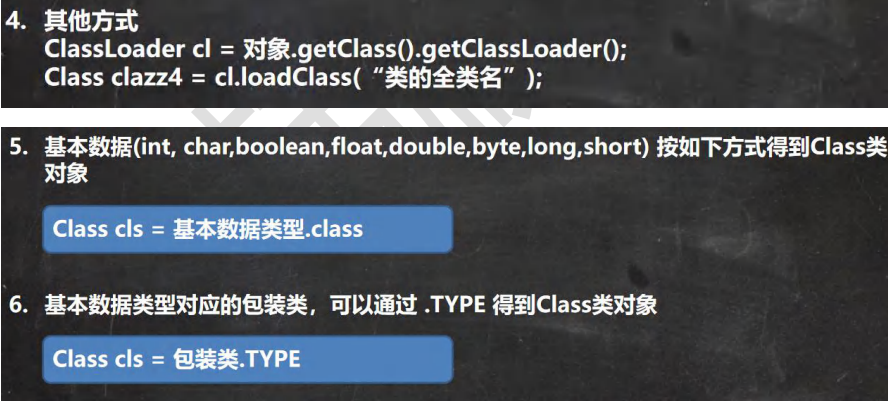 4. 其他方式
ClassLoader cl = 对象.getClass().getClassLoader();
Class clazz4 = cl.loadClass( “类的全类名” );
5. 基本数据(int, char,boolean,float,double,byte,long,short) 按如下方式得到Class类
对象
Class cls = 基本数据类型.class
6. 基本数据类型对应的包装类，可以通过 .TYPE 得到Class类对象
Class cls = 包装类.TYPE